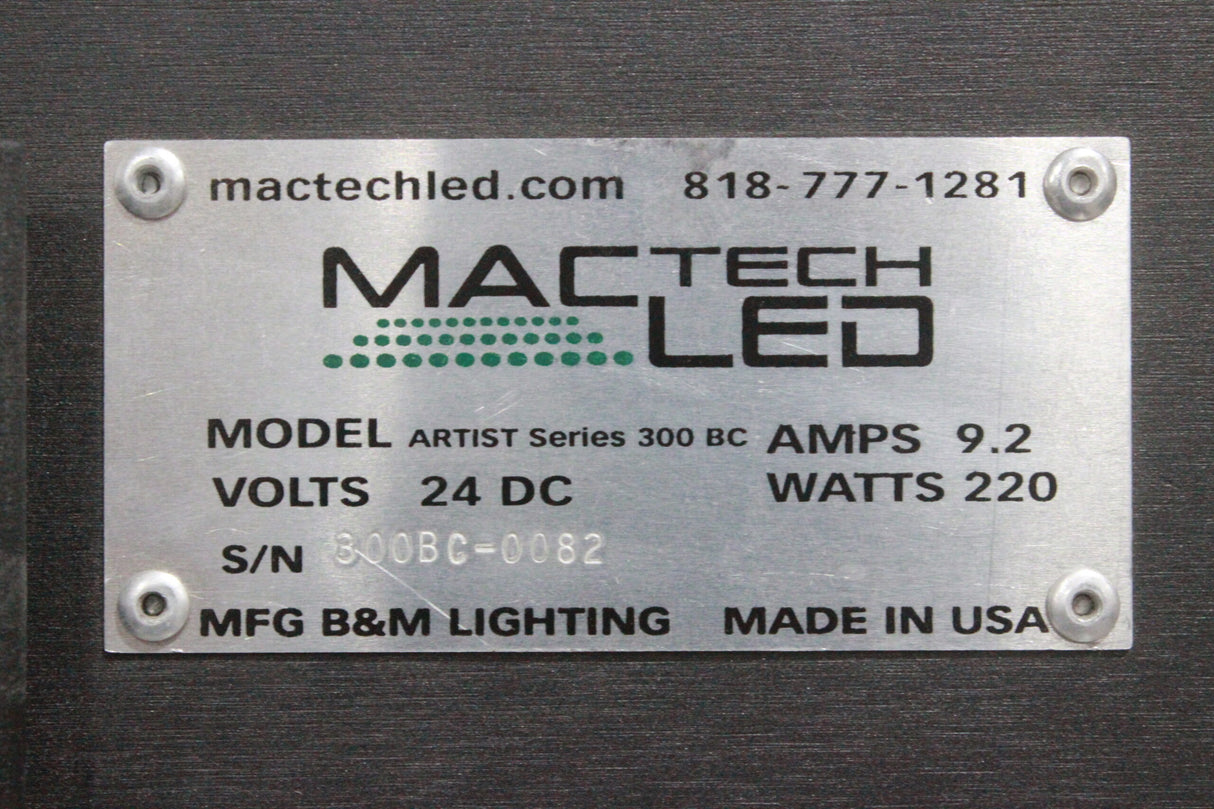 mactechled.com 818-777-1281
MACTECH
LED
MODEL ARTIST Series 300 BC AMPS 9.2
VOLTS 24 DC WATTS 220
S/N 300BC-0082
MFG B&M LIGHTING MADE IN USA